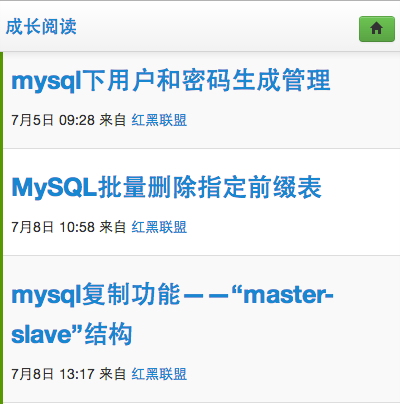 成长阅读
mysql下用户和密码生成管理
7月5日 09:28 来自 红黑联盟
MySQL批量删除指定前缀表
7月8日 10:58 来自 红黑联盟
mysql复制功能——“master-
slave”结构
7月8日 13:17 来自 红黑联盟